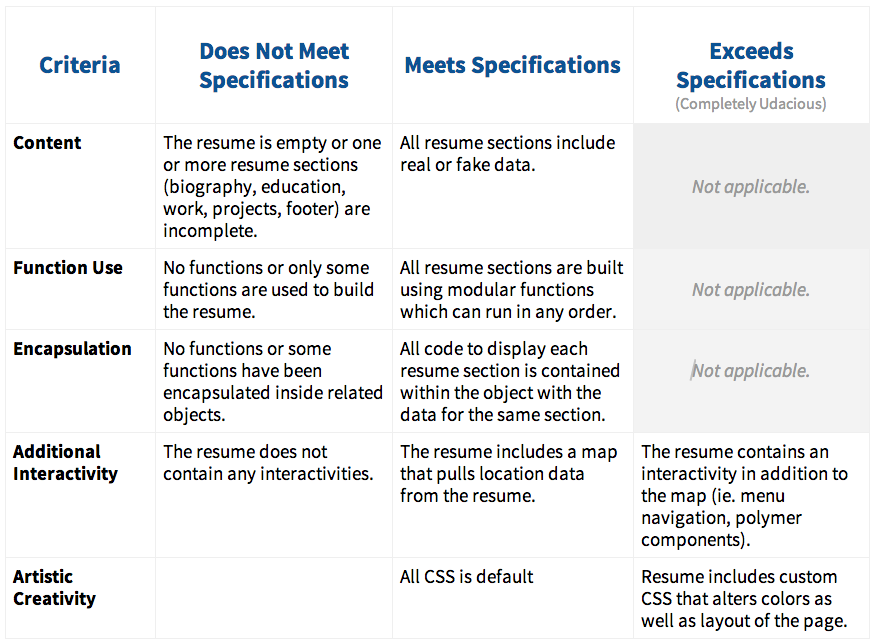 Criteria
Does Not Meet
Specifications
Meets Specifications
Exceeds
Specifications
(Completely Udacious)
Content
The resume is empty or one
or more resume sections
(biography, education,
work, projects, footer) are
incomplete.
All resume sections include
real or fake data.
Not applicable.
Function Use
No functions or only some
functions are used to build
the resume.
All resume sections are built
using modular functions
which can run in any order.
Not applicable.
Encapsulation
No functions or some
functions have been
encapsulated inside related
objects.
All code to display each
resume section is contained
within the object with the
data for the same section.
Not applicable.
Additional
Interactivity
The resume does not
contain any interactivities.
The resume includes a map
that pulls location data
from the resume.
The resume contains an
interactivity in addition to
the map (ie. menu
navigation, polymer
components).
Artistic
Creativity
All CSS is default
Resume includes custom
CSS that alters colors as
well as layout of the page.